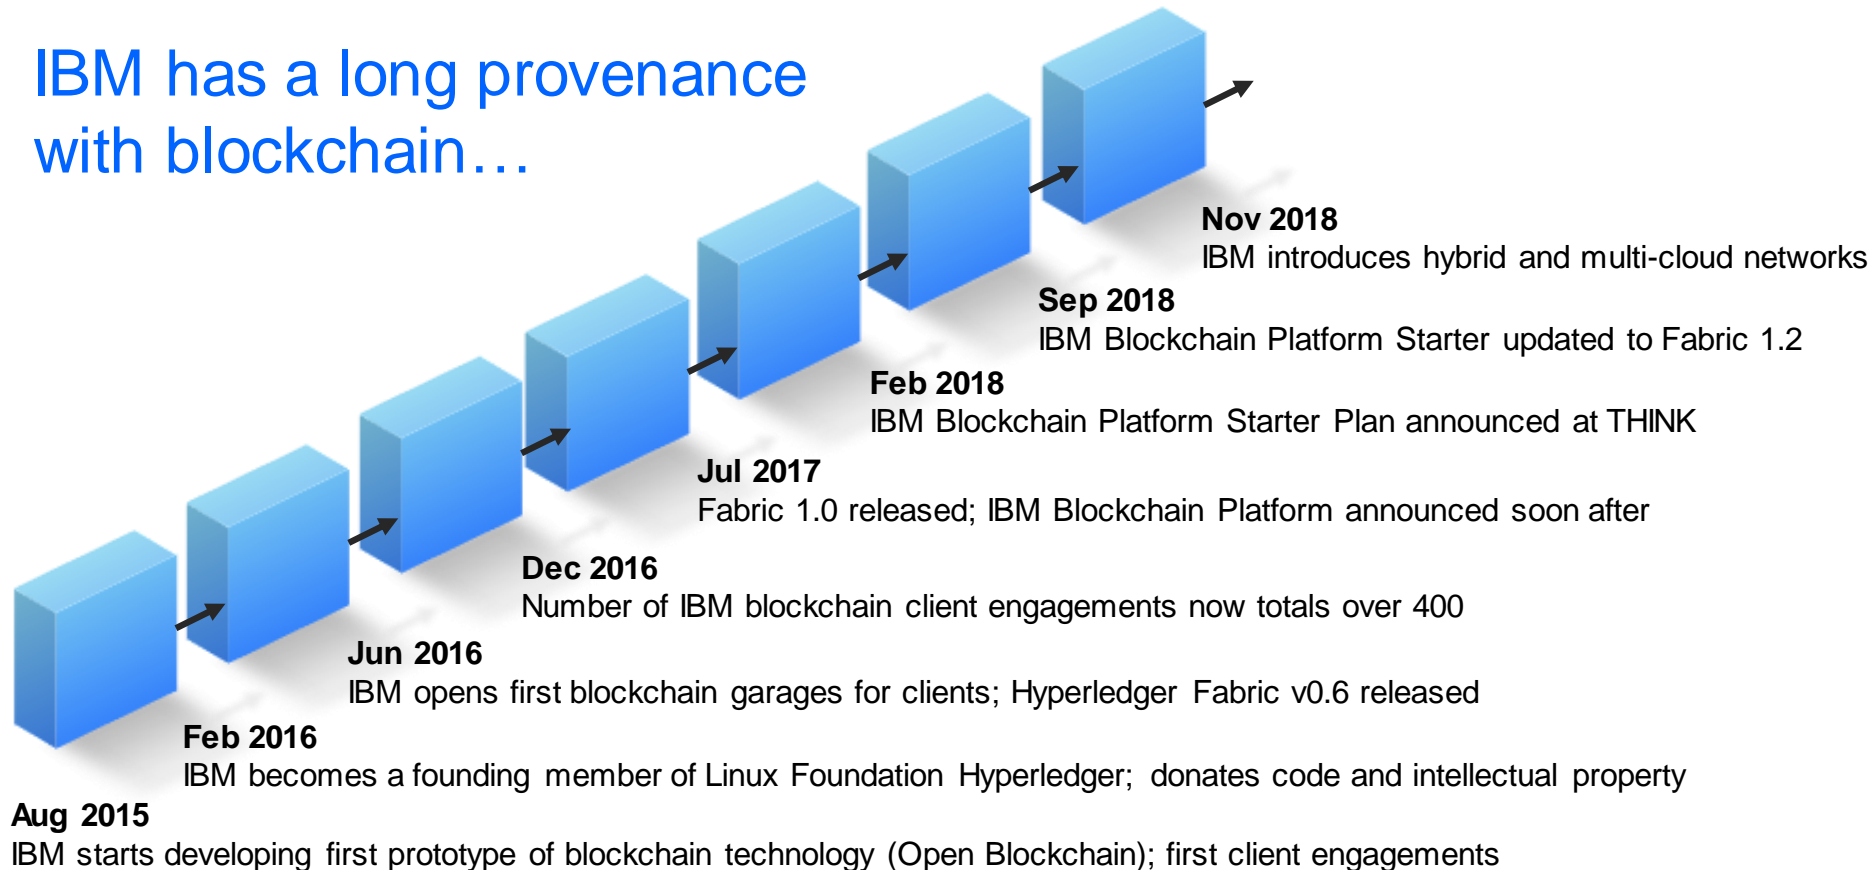 IBM has a long provenance
with blockchain…
Nov 2018
IBM introduces hybrid and multi-cloud networks
Sep 2018
IBM Blockchain Platform Starter updated to Fabric 1.2
Feb 2018
IBM Blockchain Platform Starter Plan announced at THINK
Jul 2017
Fabric 1.0 released; IBM Blockchain Platform announced soon after
Dec 2016
Number of IBM blockchain client engagements now totals over 400
Jun 2016
IBM opens first blockchain garages for clients; Hyperledger Fabric v0.6 released
Feb 2016
IBM becomes a founding member of Linux Foundation Hyperledger; donates code and intellectual property
Aug 2015
IBM starts developing first prototype of blockchain technology (Open Blockchain); first client engagements